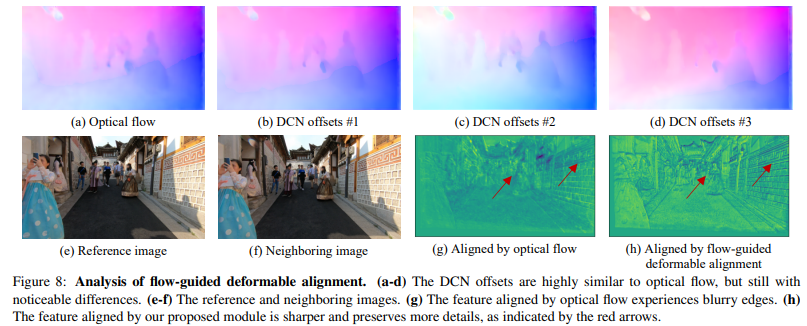 (a) Optical flow
(b) DCN offsets #1
(c) DCN offsets #2
(d) DCN offsets #3
(e) Reference image
(f) Neighboring image
(g) Aligned by optical flow
(h) Aligned by flow-guided
deformable alignment
Figure 8: Analysis of flow-guided deformable alignment. (a-d) The DCN offsets are highly similar to optical flow, but still with
noticeable differences. (e-f) The reference and neighboring images. (g) The feature aligned by optical flow experiences blurry edges. (h)
The feature aligned by our proposed module is sharper and preserves more details, as indicated by the red arrows.